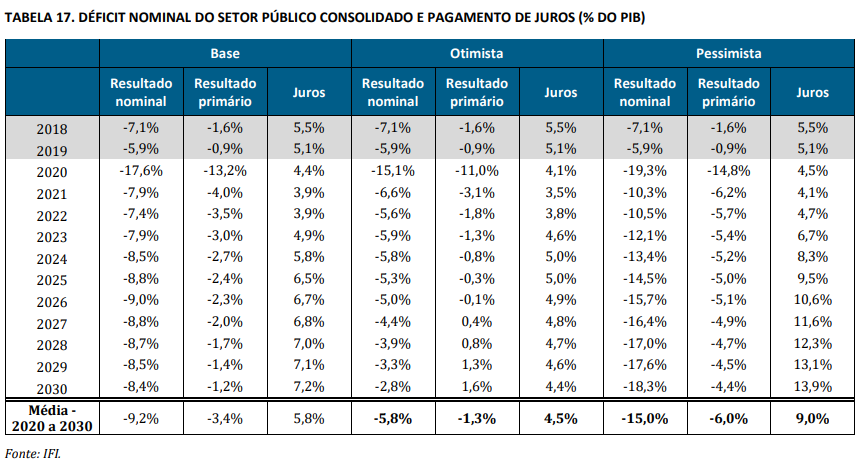 TABELA 17. DÉFICIT NOMINAL DO SETOR PÚBLICO CONSOLIDADO E PAGAMENTO DE JUROS (% DO PIB)
Base Otimista Pessimista
Resultado nominal Resultado primário Juros Resultado nominal Resultado primário Juros Resultado nominal Resultado primário Juros
2018 -7,1% -1,6% 5,5% -7,1% -1,6% 5,5% -7,1% -1,6% 5,5%
2019 -5,9% -0,9% 5,1% -5,9% -0,9% 5,1% -5,9% -0,9% 5,1%
2020 -17,6% -13,2% 4,4% -15,1% -11,0% 4,1% -19,3% -14,8% 4,5%
2021 -7,9% -4,0% 3,9% -6,6% -3,1% 3,5% -10,3% -6,2% 4,1%
2022 -7,4% -3,5% 3,9% -5,6% -1,8% 3,8% -10,5% -5,7% 4,7%
2023 -7,9% -3,0% 4,9% -5,9% -1,3% 4,6% -12,1% -5,4% 6,7%
2024 -8,5% -2,7% 5,8% -5,8% -0,8% 5,0% -13,4% -5,2% 8,3%
2025 -8,8% -2,4% 6,5% -5,3% -0,3% 5,0% -14,5% -5,0% 9,5%
2026 -9,0% -2,3% 6,7% -5,0% -0,1% 4,9% -15,7% -5,1% 10,6%
2027 -8,8% -2,0% 6,8% -4,4% 0,4% 4,8% -16,4% -4,9% 11,6%
2028 -8,7% -1,7% 7,0% -3,9% 0,8% 4,7% -17,0% -4,7% 12,3%
2029 -8,5% -1,4% 7,1% -3,3% 1,3% 4,6% -17,6% -4,5% 13,1%
2030 -8,4% -1,2% 7,2% -2,8% 1,6% 4,4% -18,3% -4,4% 13,9%
Média - 2020 a 2030 -9,2% -3,4% 5,8% -5,8% -1,3% 4,5% -15,0% -6,0% 9,0%
Fonte: IFI.